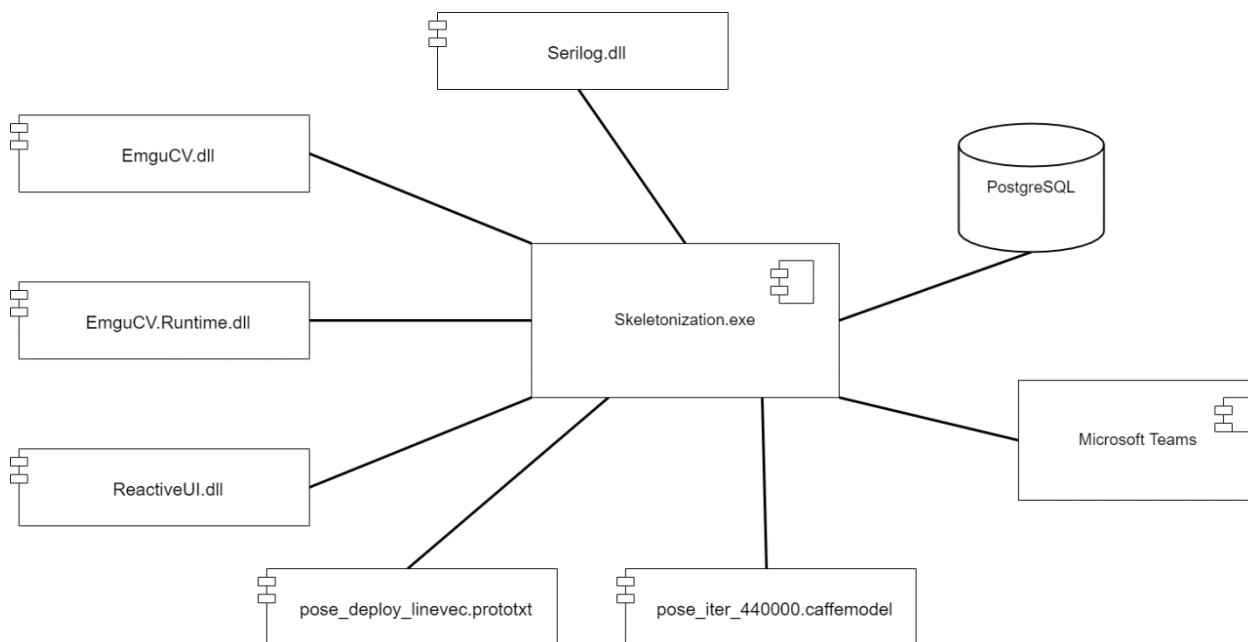 Serilog.dll
EmguCV.dll
PostgreSQL
EmguCV.Runtime.dll
Skeletonization.exe
Microsoft Teams
ReactiveUI.dll
pose_deploy_linevec.prototxt
pose_iter_440000.caffemodel